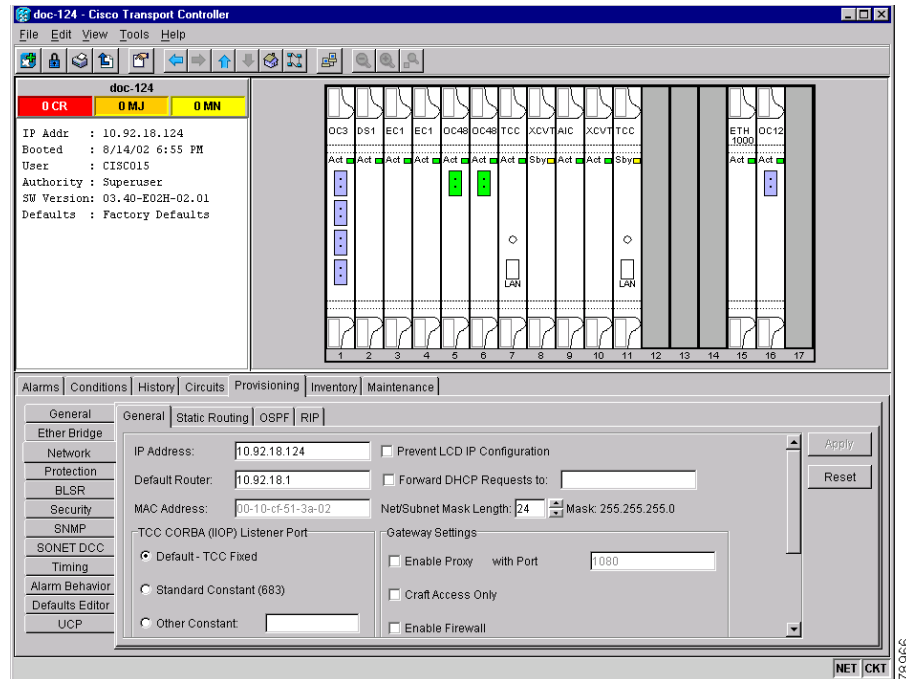 doc-124 - Cisco Transport Controller
File Edit View Tools Help
doc-124
0 CR 0 MJ 0 MN
IP Addr : 10.92.18.124
Booted : 8/14/02 6:55 PM
User : CISC015
Authority : Superuser
SW Version: 03.40-E02H-02.01
Defaults : Factory Defaults
OC3 DS1 EC1 EC1 OC48 OC48 TCC XCVT AIC XCVT TCC ETH 1000 OC12
Act Act Act Act Act Act Act Sby Act Act Sby Act Act
LAN LAN
1 2 3 4 5 6 7 8 9 10 11 12 13 14 15 16 17
Alarms Conditions History Circuits Provisioning Inventory Maintenance
General
Ether Bridge
Network
Protection
BLSR
Security
SNMP
SONET DCC
Timing
Alarm Behavior
Defaults Editor
UCP
General Static Routing OSPF RIP
IP Address: 10.92.18.124 Prevent LCD IP Configuration
Default Router: 10.92.18.1 Forward DHCP Requests to:
MAC Address: 00-10-cf-51-3a-02 Net/Subnet Mask Length: 24 Mask: 255.255.255.0
TCC CORBA (IIOP) Listener Port
Default - TCC Fixed
Standard Constant (683)
Other Constant:
Gateway Settings
Enable Proxy with Port 1080
Craft Access Only
Enable Firewall
Apply
Reset
NET CKT
78966